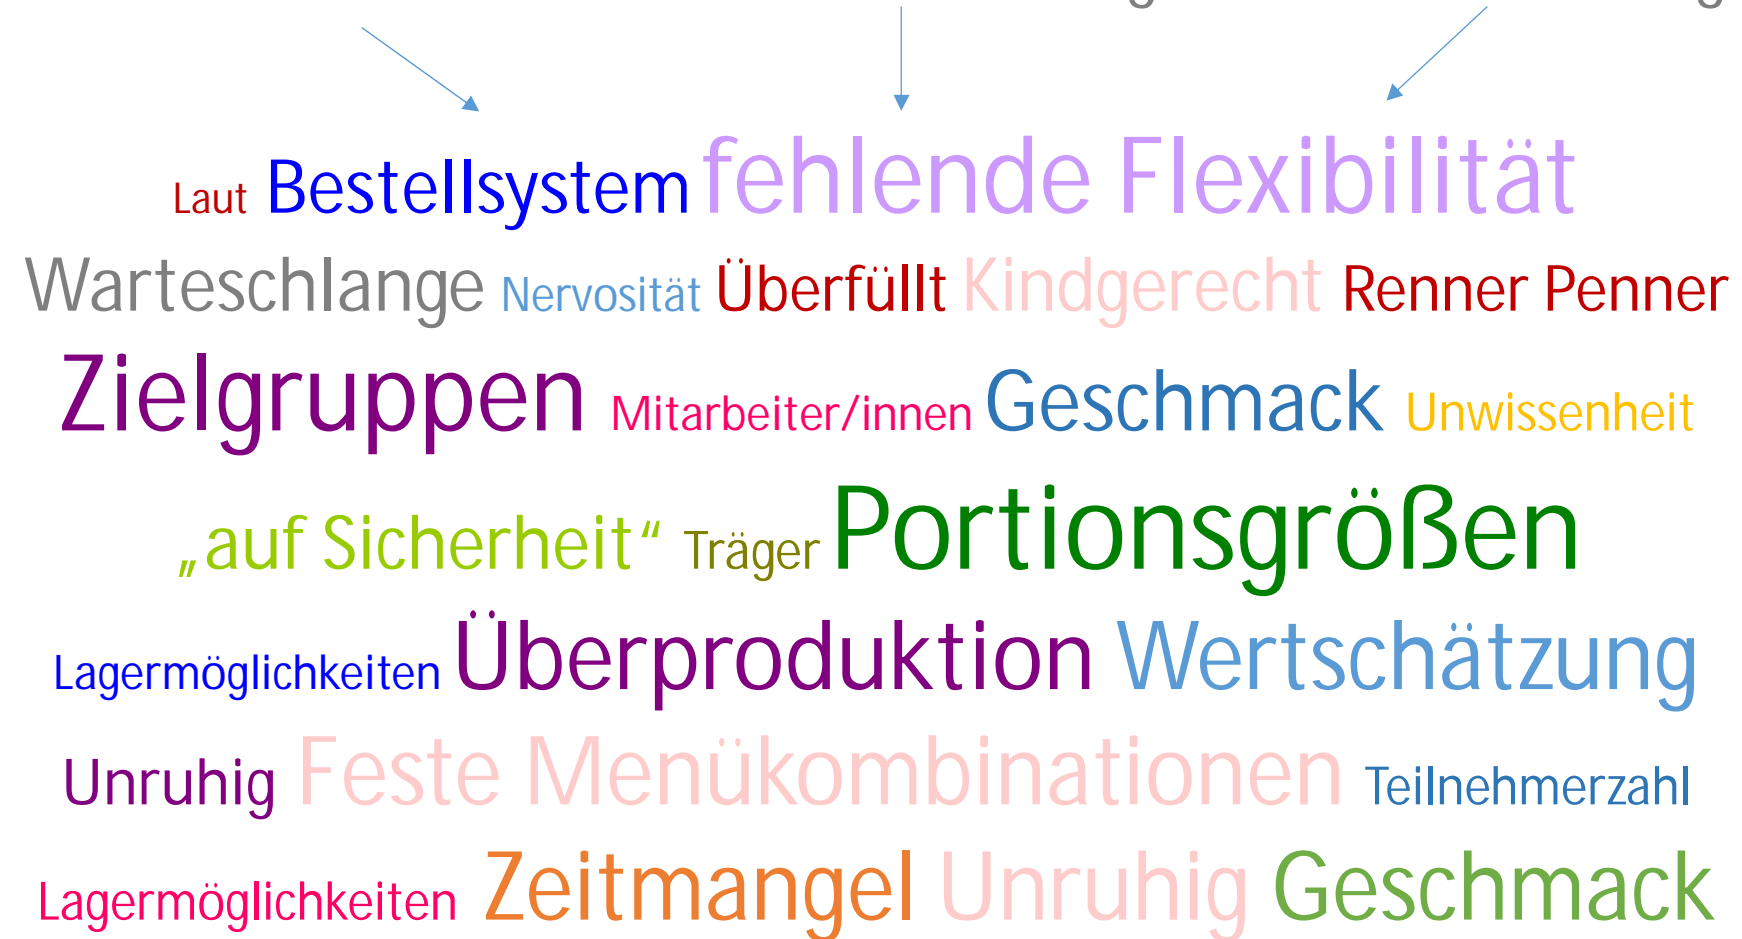 Laut Bestellsystem fehlende Flexibilität
Warteschlange Nervosität Überfüllt Kindgerecht Renner Penner
Zielgruppen Mitarbeiter/innen Geschmack Unwissenheit
„auf Sicherheit“ Träger Portionsgrößen
Lagermöglichkeiten Überproduktion Wertschätzung
Unruhig Feste Menükombinationen Teilnehmerzahl
Lagermöglichkeiten Zeitmangel Unruhig Geschmack